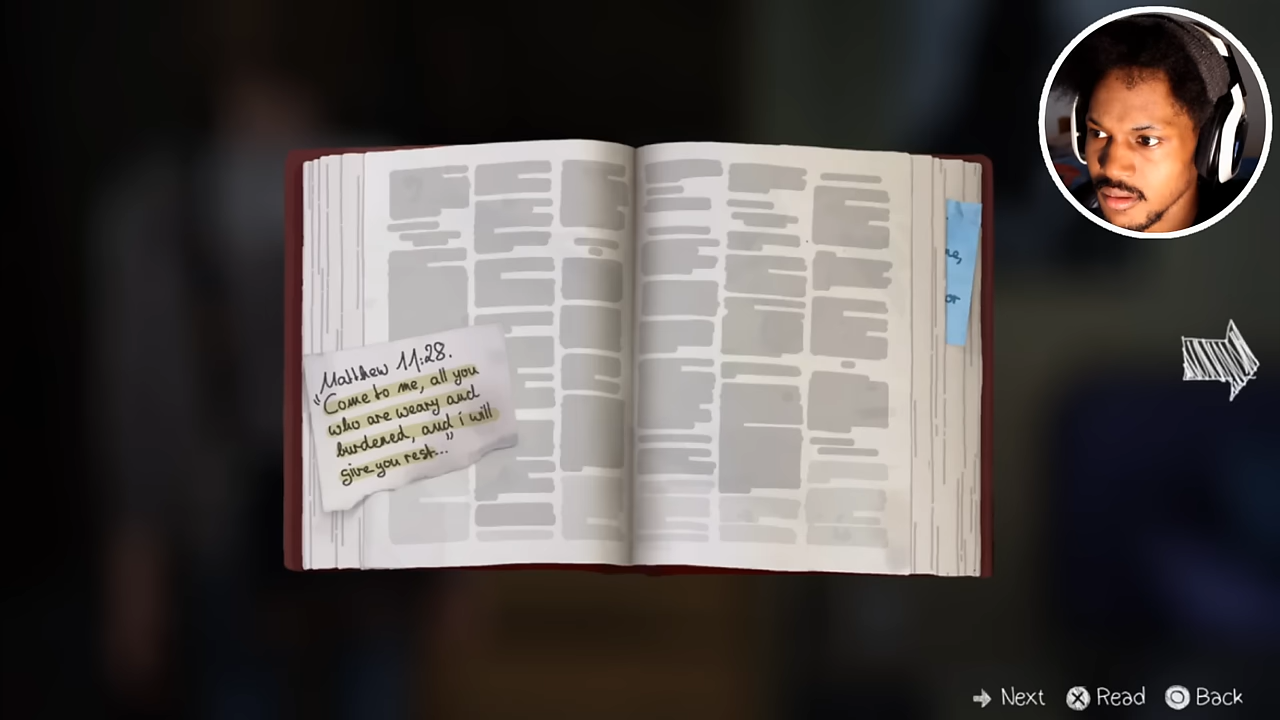 Matthew 11:28.
"Come to me, all you
who are weary and
burdened, and i will
give you rest..."
or
Next Read Back